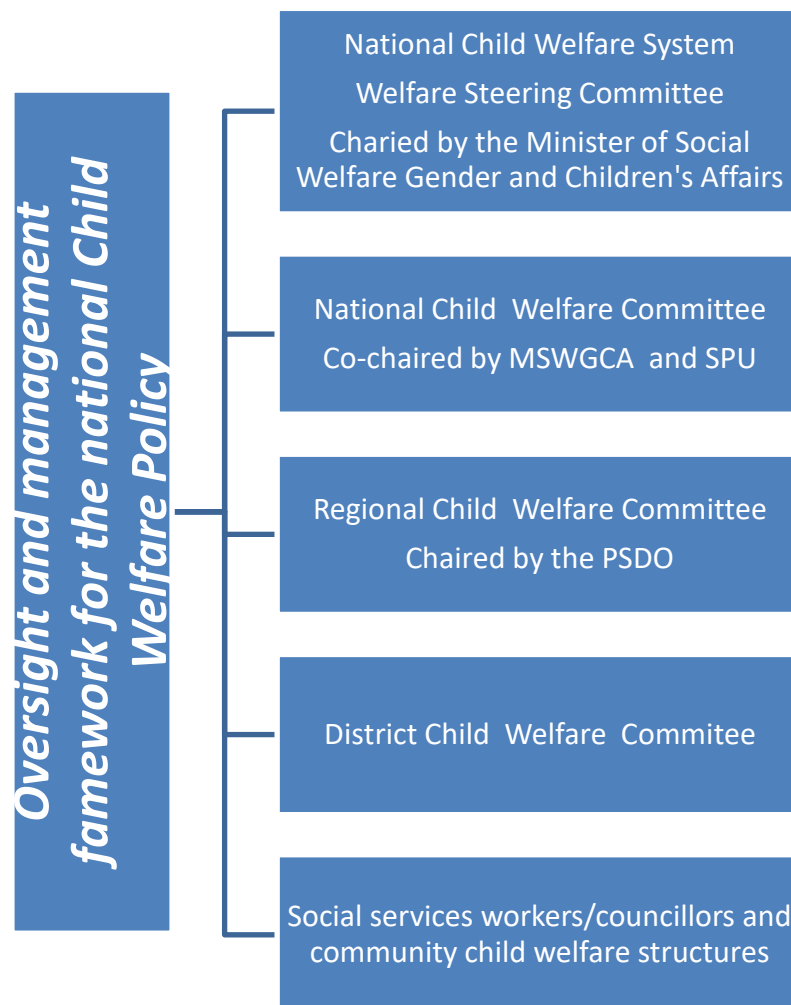 Oversight and management
famework for the national Child
Welfare Policy
National Child Welfare System
Welfare Steering Committee
Charied by the Minister of Social
Welfare Gender and Children's Affairs
National Child Welfare Committee
Co-chaired by MSWGCA and SPU
Regional Child Welfare Committee
Chaired by the PSDO
District Child Welfare Commitee
Social services workers/councillors and
community child welfare structures